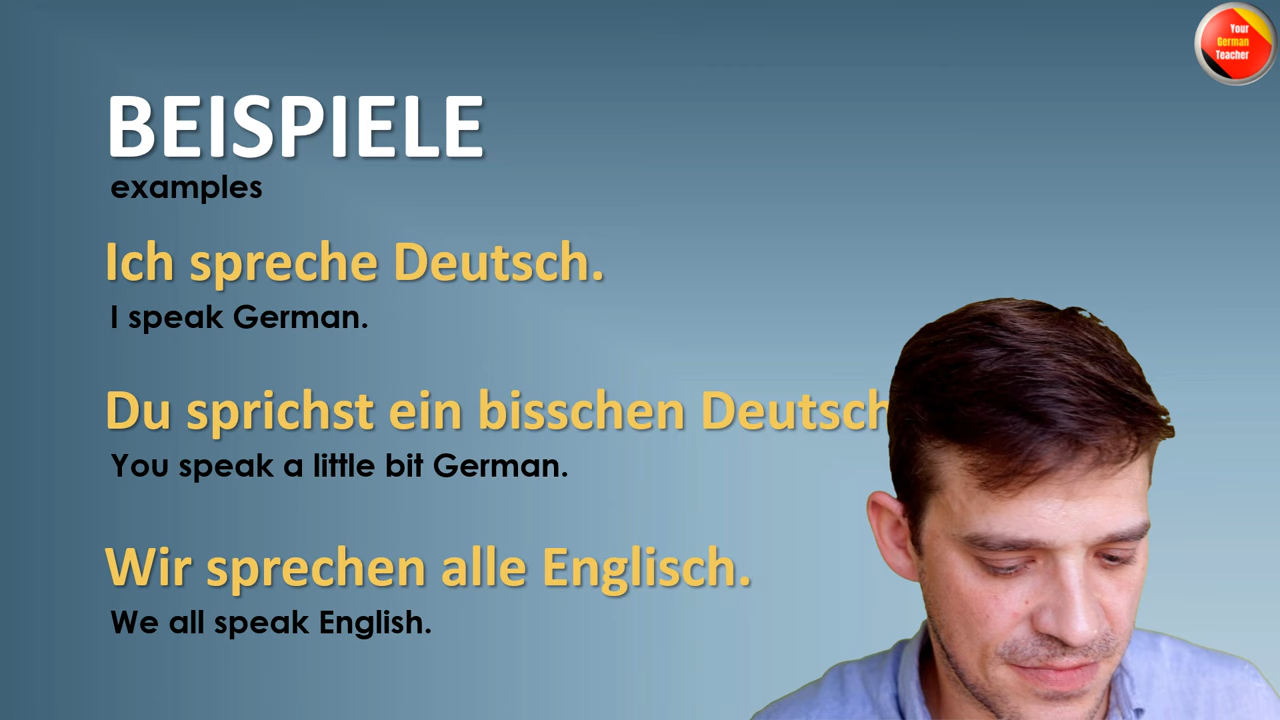 Your
German
Teacher
BEISPIELE
examples
Ich spreche Deutsch.
I speak German.
Du sprichst ein bisschen Deutsch
You speak a little bit German.
Wir sprechen alle Englisch.
We all speak English.